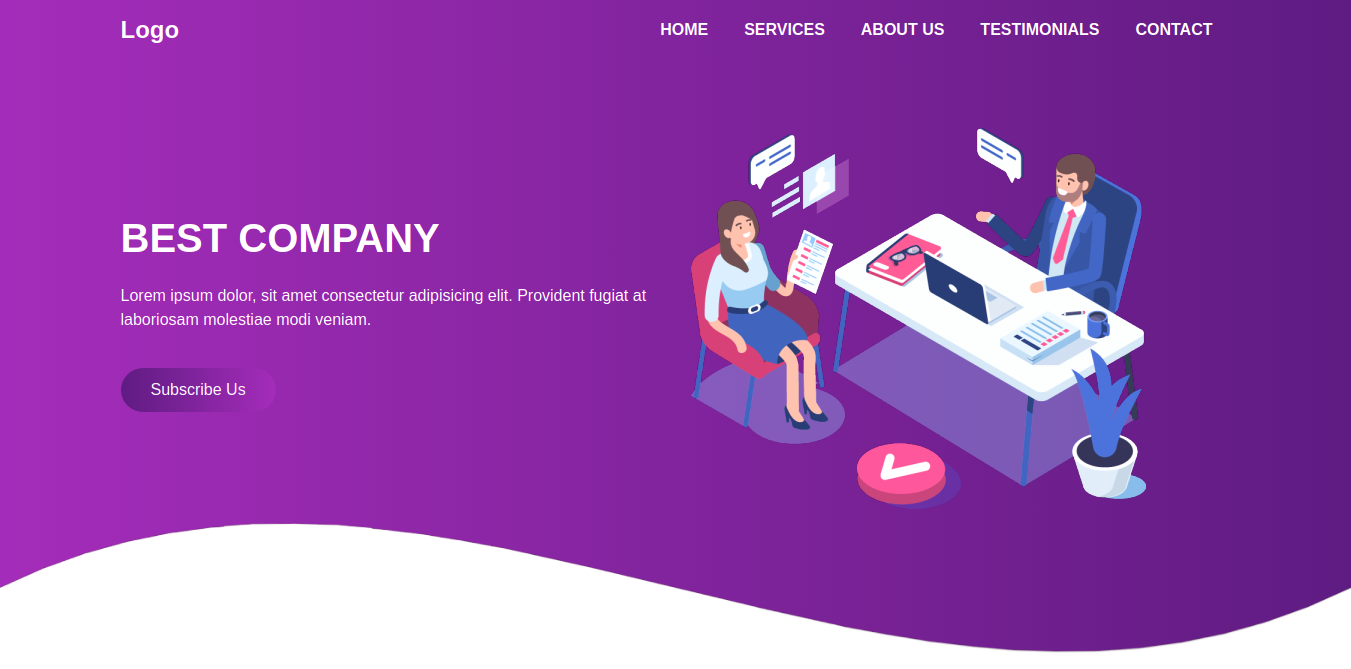 Logo
HOME SERVICES ABOUT US TESTIMONIALS CONTACT
BEST COMPANY
Lorem ipsum dolor, sit amet consectetur adipisicing elit. Provident fugiat at
laboriosam molestiae modi veniam.
Subscribe Us